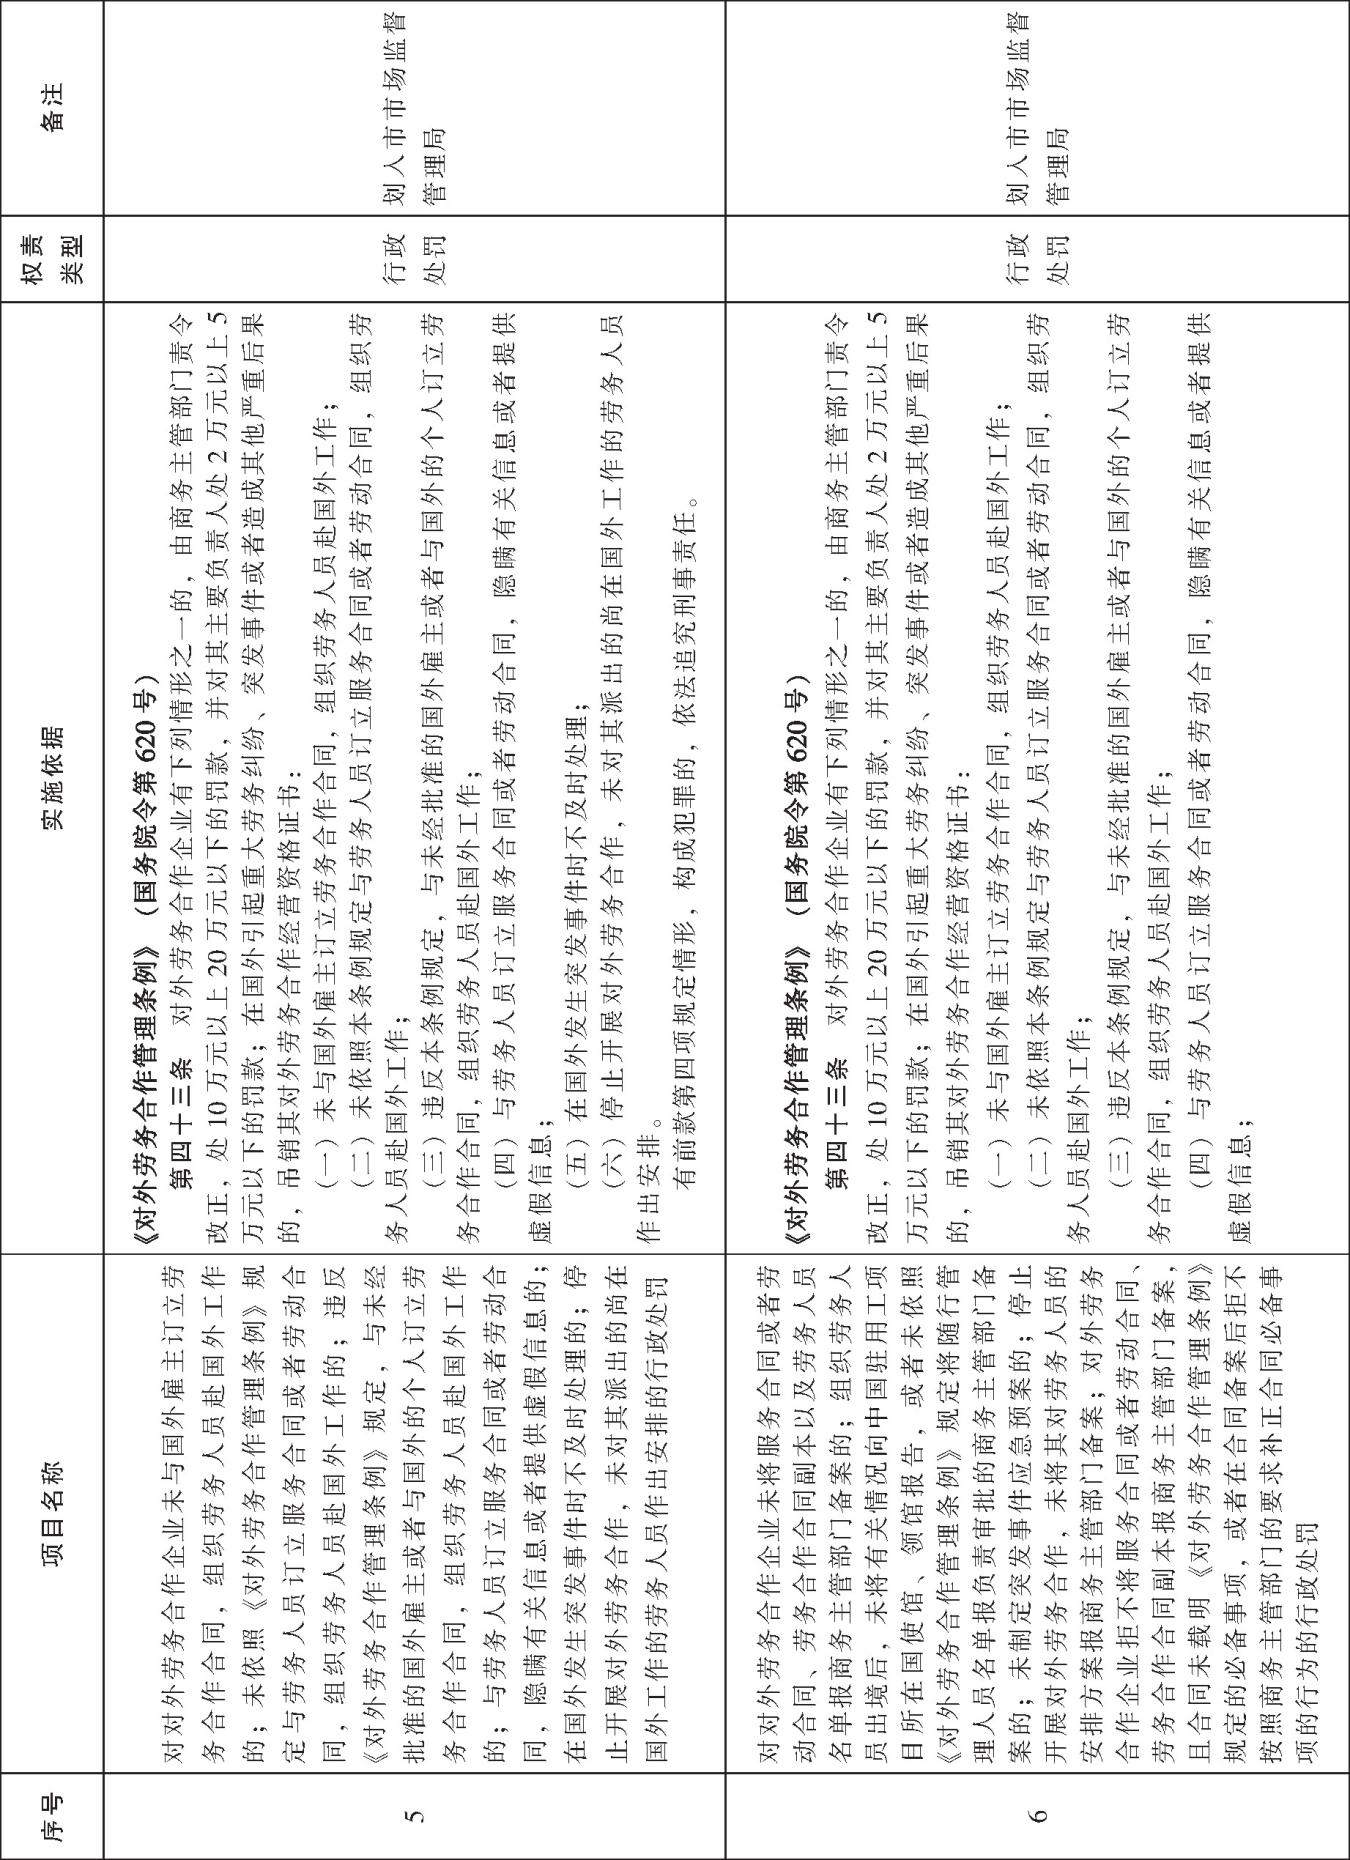 序号
项目名称
实施依据
权责
类型
备注
5
对对外劳务合作企业未与国外雇主订立劳
务合作合同，组织劳务人员赴国外工作
的；未依照《对外劳务合作管理条例》规
定与劳务人员订立服务合同或者劳动合
同，组织劳务人员赴国外工作的；违反
《对外劳务合作管理条例》规定，与未经
批准的国外雇主或者与国外的个人订立劳
务合作合同，组织劳务人员赴国外工作
的；与劳务人员订立服务合同或者劳动合
同，隐瞒有关信息或者提供虚假信息的；
在国外发生突发事件时不及时处理的；停
止开展对外劳务合作，未对其派出的尚在
国外工作的劳务人员作出安排的行政处罚
《对外劳务合作管理条例》（国务院令第620号）
第四十三条　对外劳务合作企业有下列情形之一的，由商务主管部门责令
改正，处10万元以上20万元以下的罚款，并对其主要负责人处2万元以上5
万元以下的罚款；在国外引起重大劳务纠纷、突发事件或者造成其他严重后果
的，吊销其对外劳务合作经营资格证书：
（一）未与国外雇主订立劳务合作合同，组织劳务人员赴国外工作；
（二）未依照本条例规定与劳务人员订立服务合同或者劳动合同，组织劳
务人员赴国外工作；
（三）违反本条例规定，与未经批准的国外雇主或者与国外的个人订立劳
务合作合同，组织劳务人员赴国外工作；
（四）与劳务人员订立服务合同或者劳动合同，隐瞒有关信息或者提供
虚假信息；
（五）在国外发生突发事件时不及时处理；
（六）停止开展对外劳务合作，未对其派出的尚在国外工作的劳务人员
作出安排。
有前款第四项规定情形，构成犯罪的，依法追究刑事责任。
行政
处罚
划入市市场监督
管理局
6
对对外劳务合作企业未将服务合同或者劳
动合同、劳务合作合同副本以及劳务人员
名单报商务主管部门备案的；组织劳务人
员出境后，未将有关情况向中国驻用工项
目所在国使馆、领馆报告，或者未依照
《对外劳务合作管理条例》规定将随行管
理人员名单报负责审批的商务主管部门备
案的；未制定突发事件应急预案的；停止
开展对外劳务合作，未将其对劳务人员的
安排方案报商务主管部门备案；对外劳务
合作企业拒不将服务合同或者劳动合同、
劳务合作合同副本报商务主管部门备案，
且合同未载明《对外劳务合作管理条例》
规定的必备事项，或者在合同备案后拒不
按照商务主管部门的要求补正合同必备事
项的行为的行政处罚
《对外劳务合作管理条例》（国务院令第620号）
第四十三条　对外劳务合作企业有下列情形之一的，由商务主管部门责令
改正，处10万元以上20万元以下的罚款，并对其主要负责人处2万元以上5
万元以下的罚款；在国外引起重大劳务纠纷、突发事件或者造成其他严重后果
的，吊销其对外劳务合作经营资格证书：
（一）未与国外雇主订立劳务合作合同，组织劳务人员赴国外工作；
（二）未依照本条例规定与劳务人员订立服务合同或者劳动合同，组织劳
务人员赴国外工作；
（三）违反本条例规定，与未经批准的国外雇主或者与国外的个人订立劳
务合作合同，组织劳务人员赴国外工作；
（四）与劳务人员订立服务合同或者劳动合同，隐瞒有关信息或者提供
虚假信息；
行政
处罚
划入市市场监督
管理局